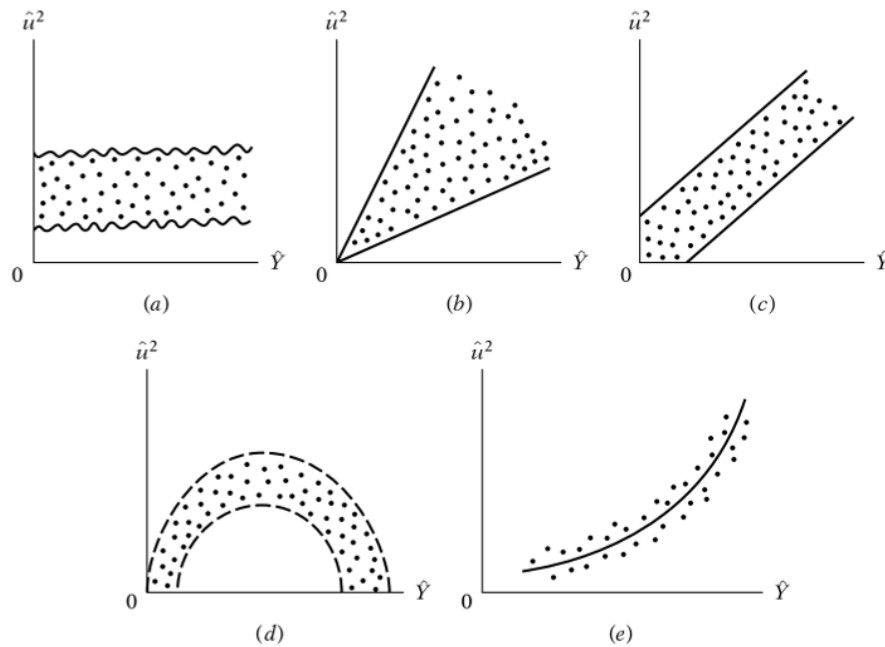 û² û² û²
0 Ŷ 0 Ŷ 0 Ŷ
(a) (b) (c)
û² û²
0 Ŷ 0 Ŷ
(d) (e)